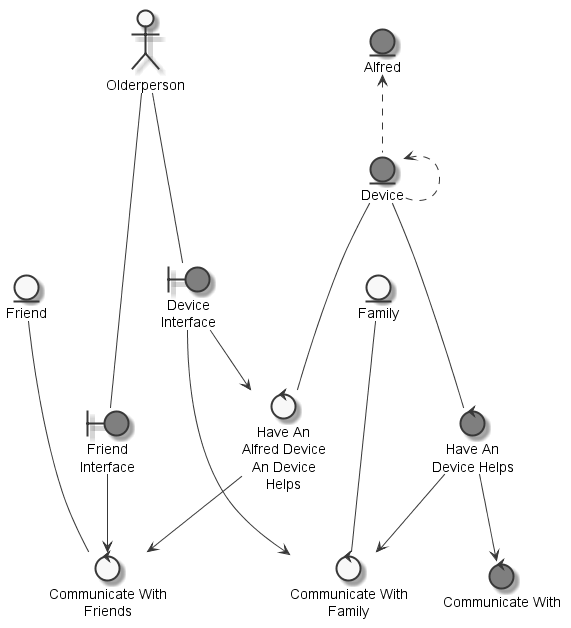 Olderperson
Alfred
Device
Friend
Device
Interface
Family
Friend
Interface
Have An
Alfred Device
An Device
Helps
Have An
Device Helps
Communicate With
Friends
Communicate With
Family
Communicate With